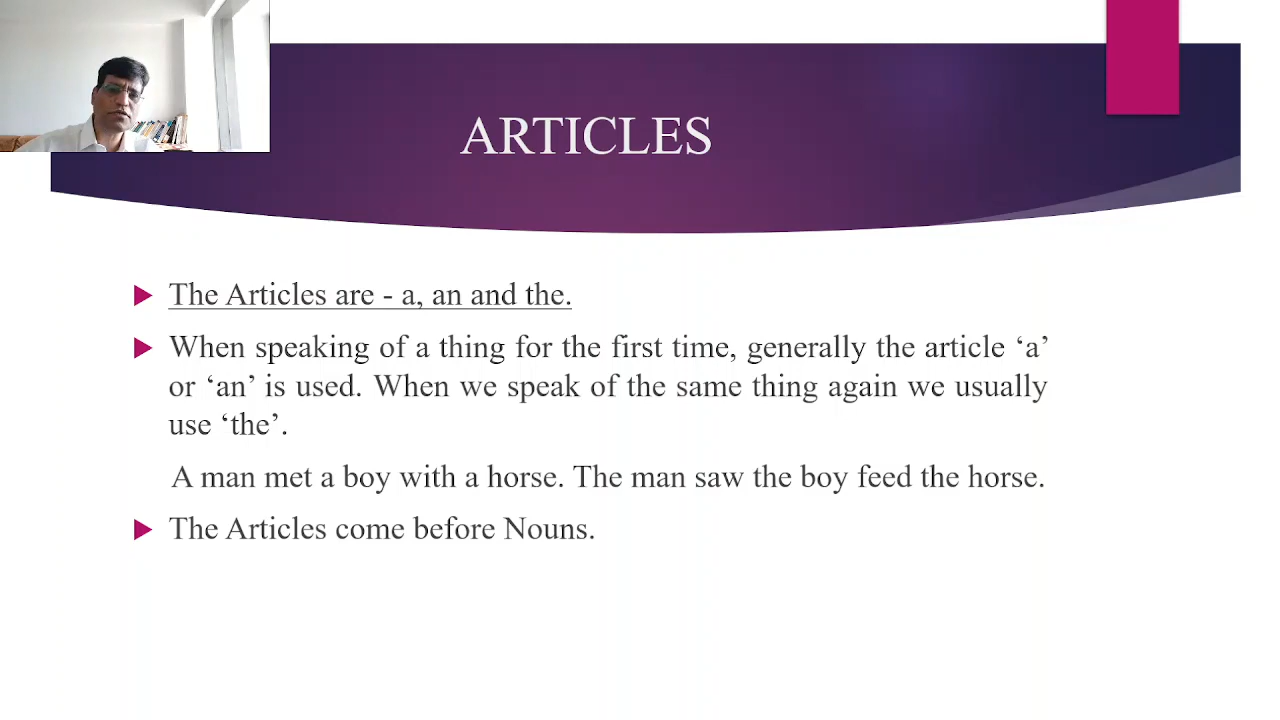 ARTICLES
The Articles are - a, an and the.
When speaking of a thing for the first time, generally the article ‘a’
or ‘an’ is used. When we speak of the same thing again we usually
use ‘the’.
A man met a boy with a horse. The man saw the boy feed the horse.
The Articles come before Nouns.